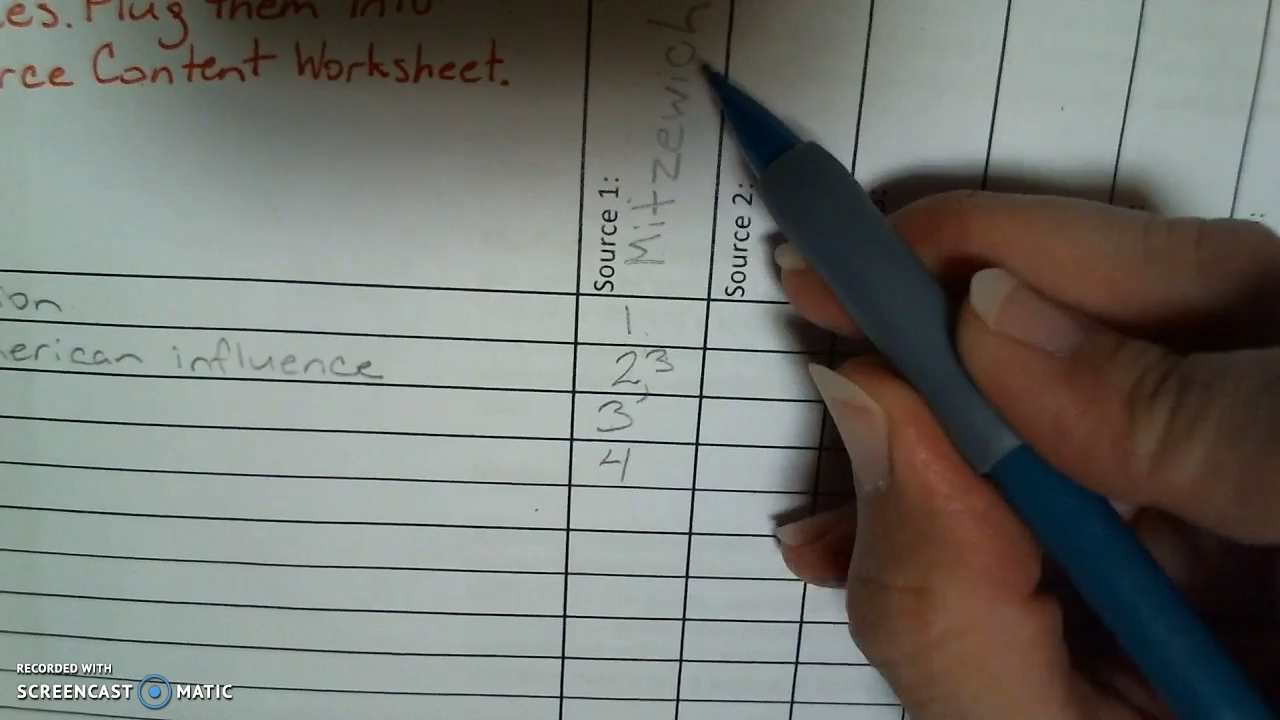 es. Plug them into
rce Content Worksheet.
Source 1:
Mitzewich
Source 2:
ion
1.
erican influence
2,3
3
4
RECORDED WITH
SCREENCAST MATIC